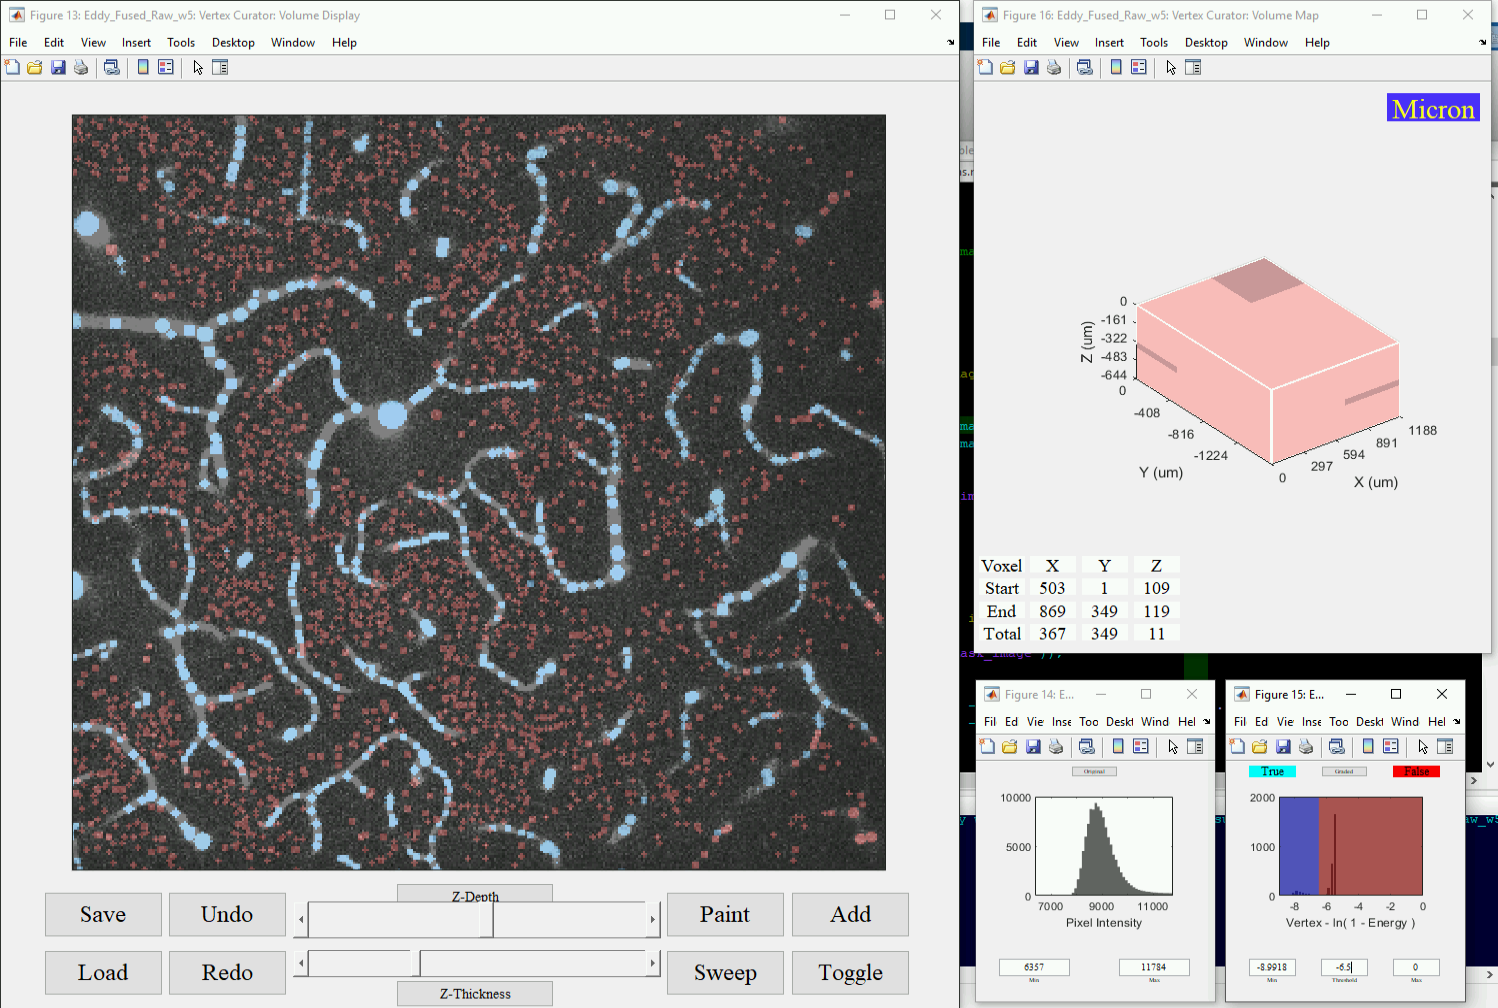 Figure 13: Eddy_Fused_Raw_w5: Vertex Curator: Volume Display
File Edit View Insert Tools Desktop Window Help
Save Undo Z-Depth Paint Add
Load Redo Z-Thickness Sweep Toggle
Figure 16: Eddy_Fused_Raw_w5: Vertex Curator: Volume Map
File Edit View Insert Tools Desktop Window Help
Micron
Z (um)
0
-161
-322
-483
-644
0
-408
-816
-1224
Y (um)
0
297
594
891
1188
X (um)
Voxel X Y Z
Start 503 1 109
End 869 349 119
Total 367 349 11
ask_image ));
Figure 14: E...
Fil Ed Vie Inse Too Deskt Wind Hel
Original
10000
5000
0
7000 9000 11000
Pixel Intensity
6357 11784
Min Max
Figure 15: E...
Fil Ed Vie Inse Too Deskt Wind Hel
True Graded False
2000
1000
0
-8 -6 -4 -2 0
Vertex - ln( 1 - Energy )
-8.9918 -6.5 0
Min Threshold Max